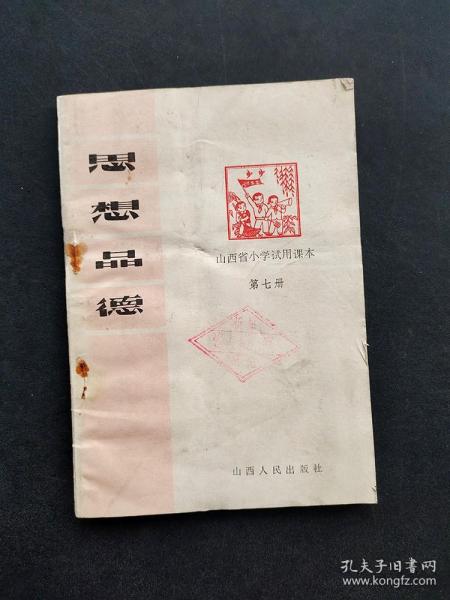 思想品德
山西省小学试用课本
第七册
山西人民出版社
孔夫子旧书网
www.kongfz.com